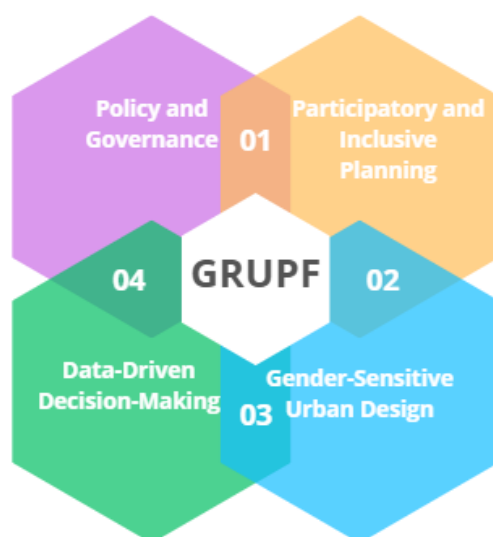 Policy and
Governance
01
Participatory and
Inclusive
Planning
04
GRUPF
02
Data-Driven
Decision-Making
03
Gender-Sensitive
Urban Design